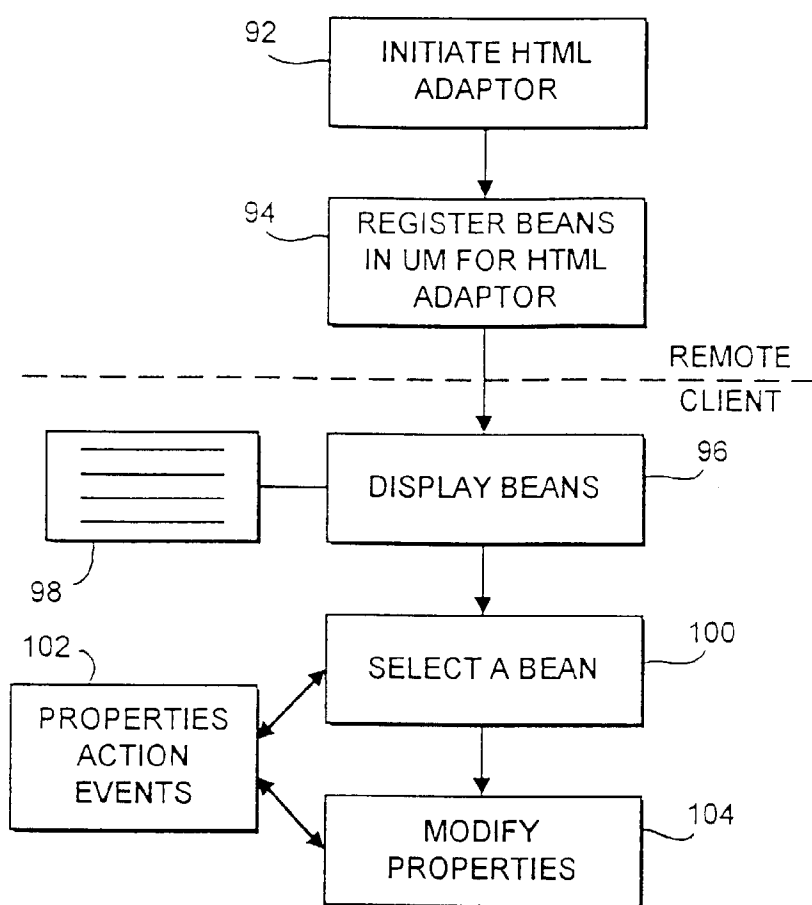 92
INITIATE HTML
ADAPTOR
94
REGISTER BEANS
IN UM FOR HTML
ADAPTOR
REMOTE
CLIENT
96
DISPLAY BEANS
98
100
SELECT A BEAN
102
PROPERTIES
ACTION
EVENTS
104
MODIFY
PROPERTIES